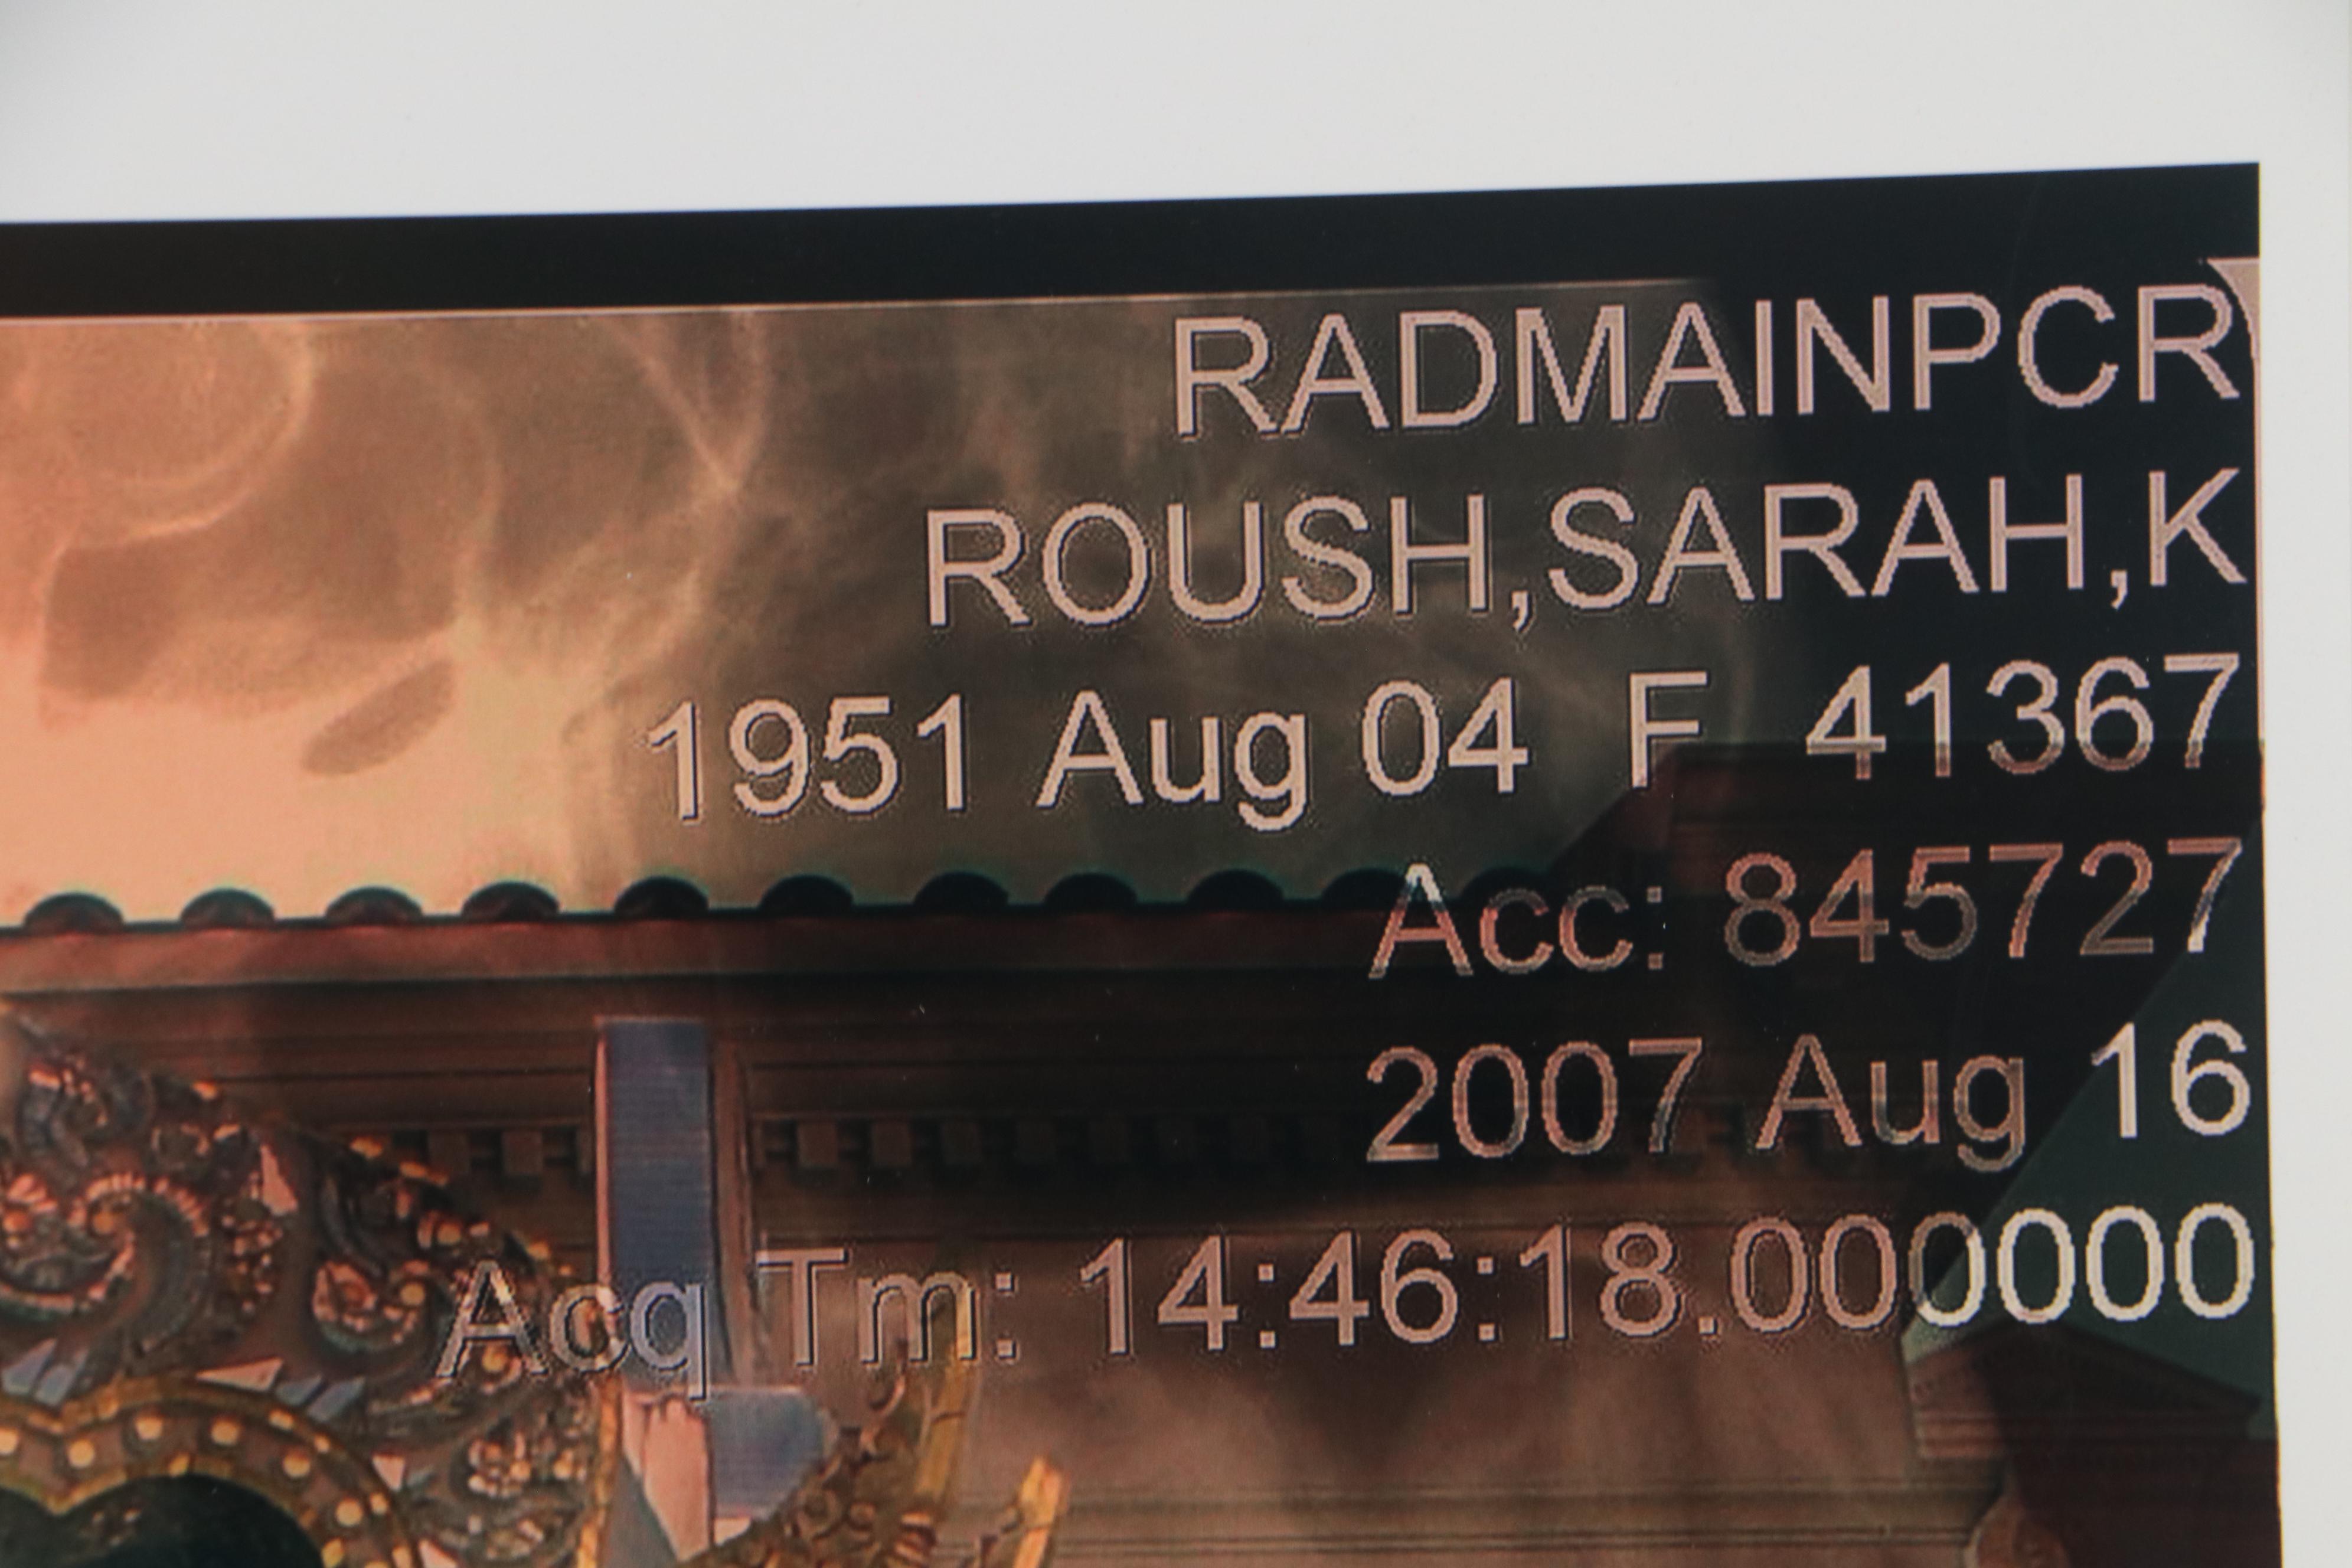 RADMAINPCR
ROUSH,SARAH,K
1951 Aug 04 F 41367
Acc: 845727
2007 Aug 16
Acq Tm: 14:46:18.000000